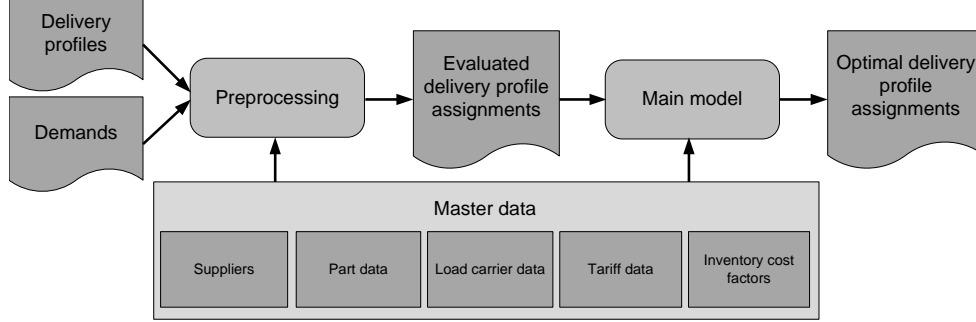 Delivery
profiles
Demands
Preprocessing
Evaluated
delivery profile
assignments
Main model
Optimal delivery
profile
assignments
Master data
Suppliers
Part data
Load carrier data
Tariff data
Inventory cost
factors